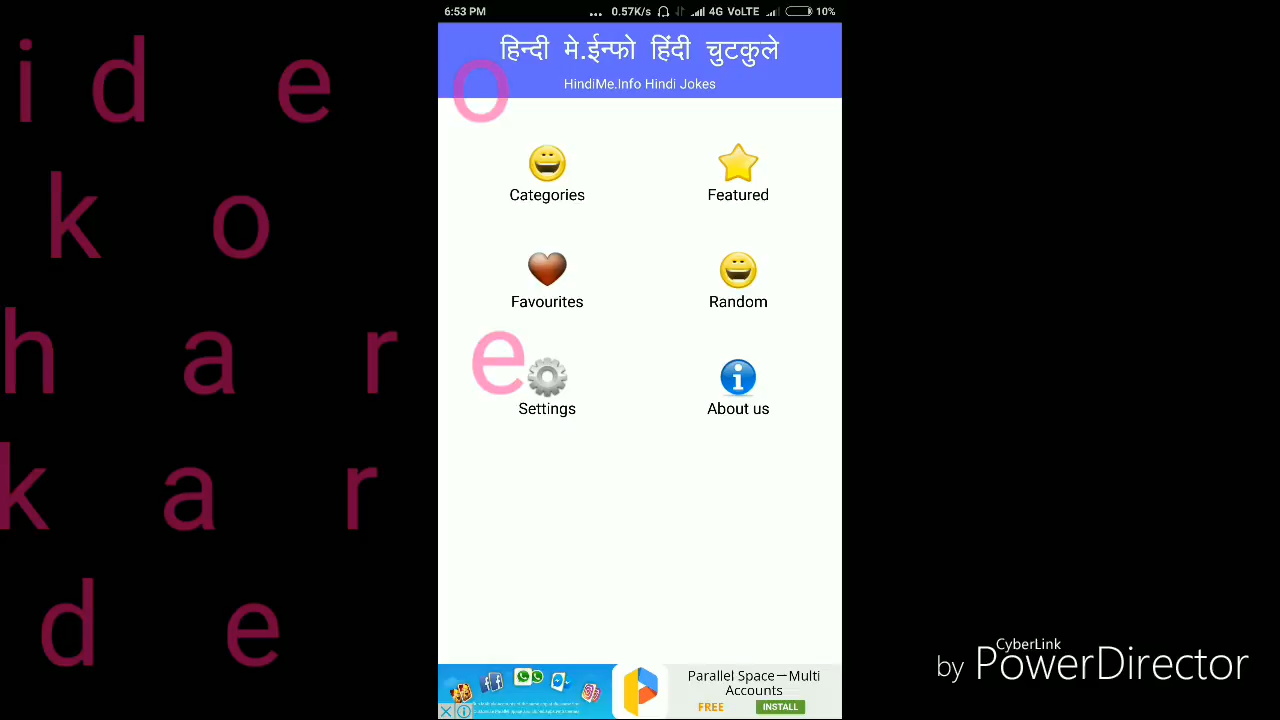 6:53 PM ... 0.57K/s 4G VoLTE 10%
हिन्दी मे.ईन्फो हिंदी चुटकुले
HindiMe.Info Hindi Jokes
i d e o
k o
h a r e
k a r
d e
Categories Featured
Favourites Random
Settings About us
Parallel Space—Multi
Accounts
FREE INSTALL
CyberLink
by PowerDirector